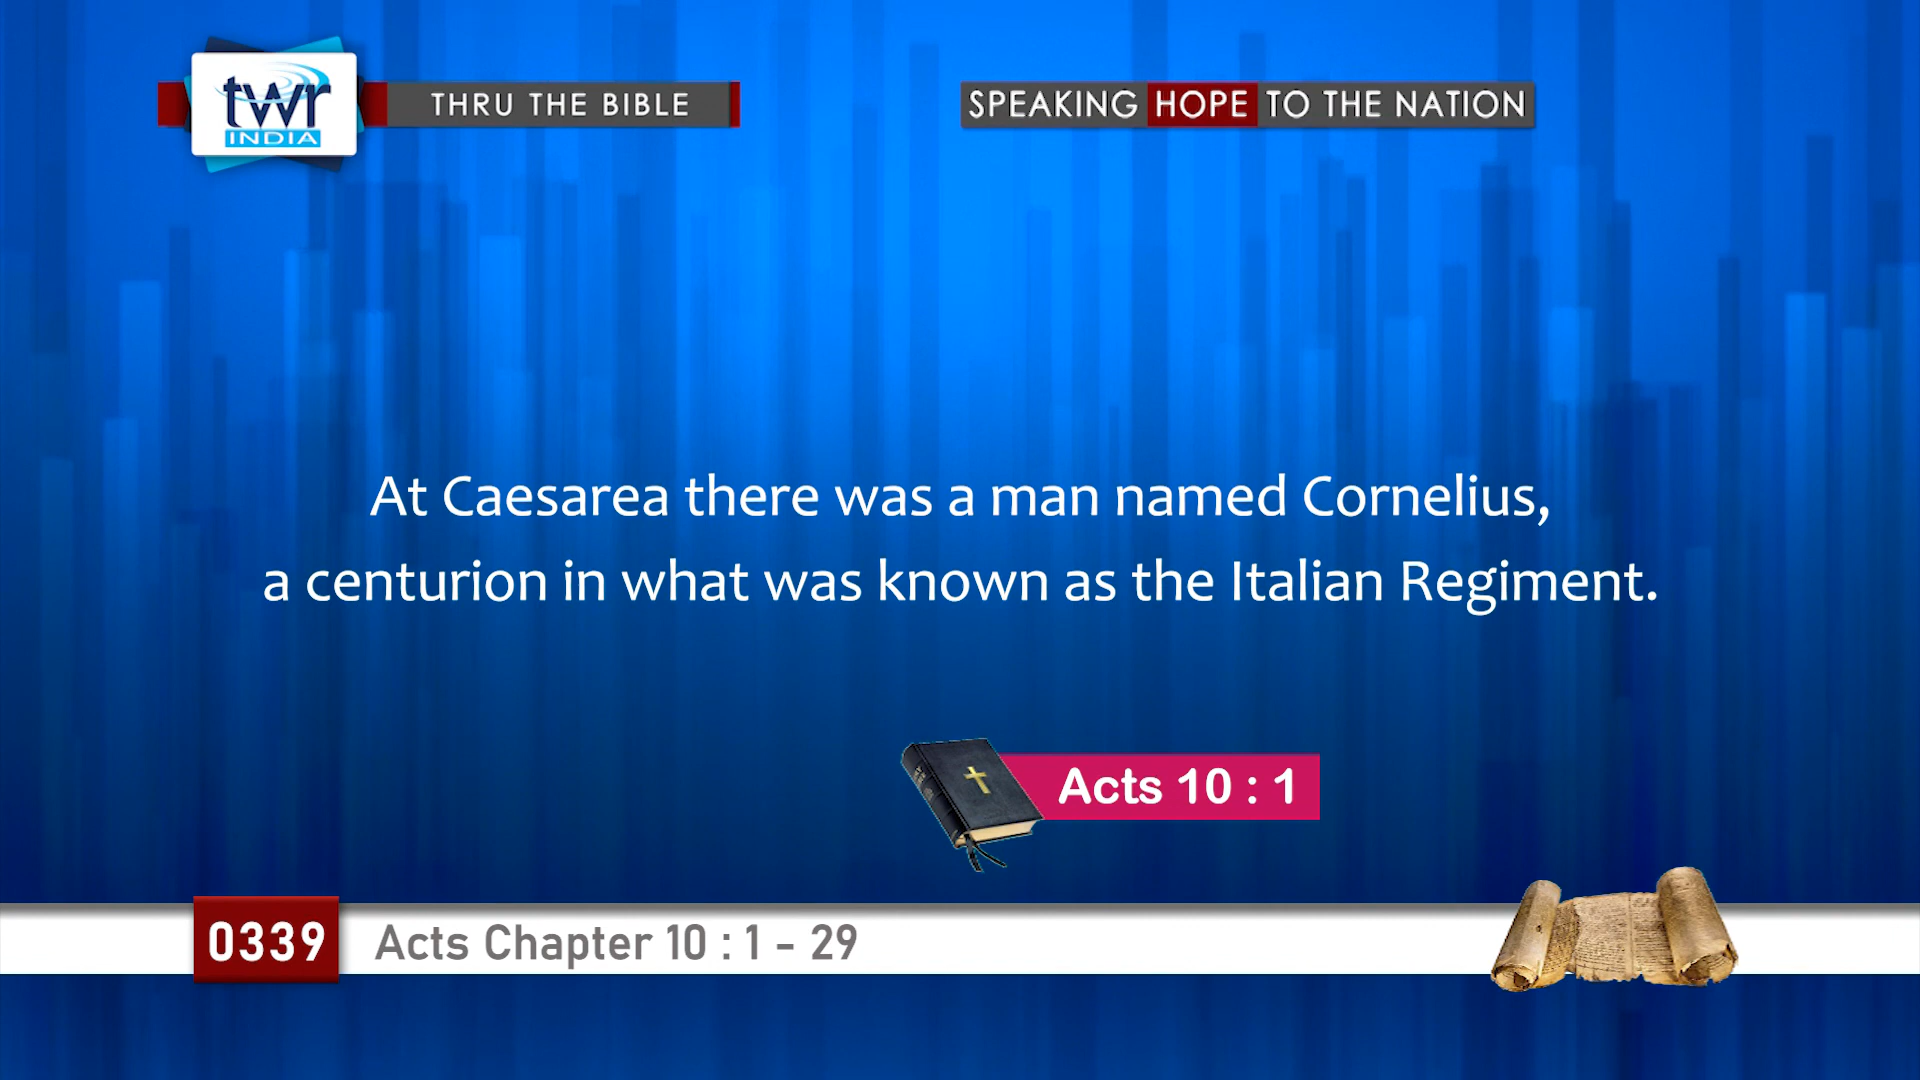 twr
INDIA
THRU THE BIBLE
SPEAKING HOPE TO THE NATION
At Caesarea there was a man named Cornelius,
a centurion in what was known as the Italian Regiment.
Acts 10 : 1
0339
Acts Chapter 10 : 1 - 29